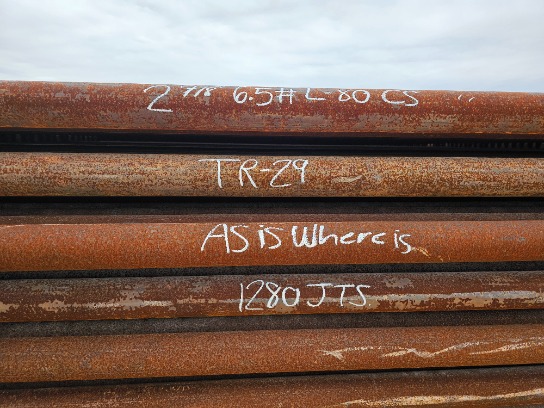 2 7/8 6.5# L-80 CS
TR-29
AS is Where is
1280 JTS